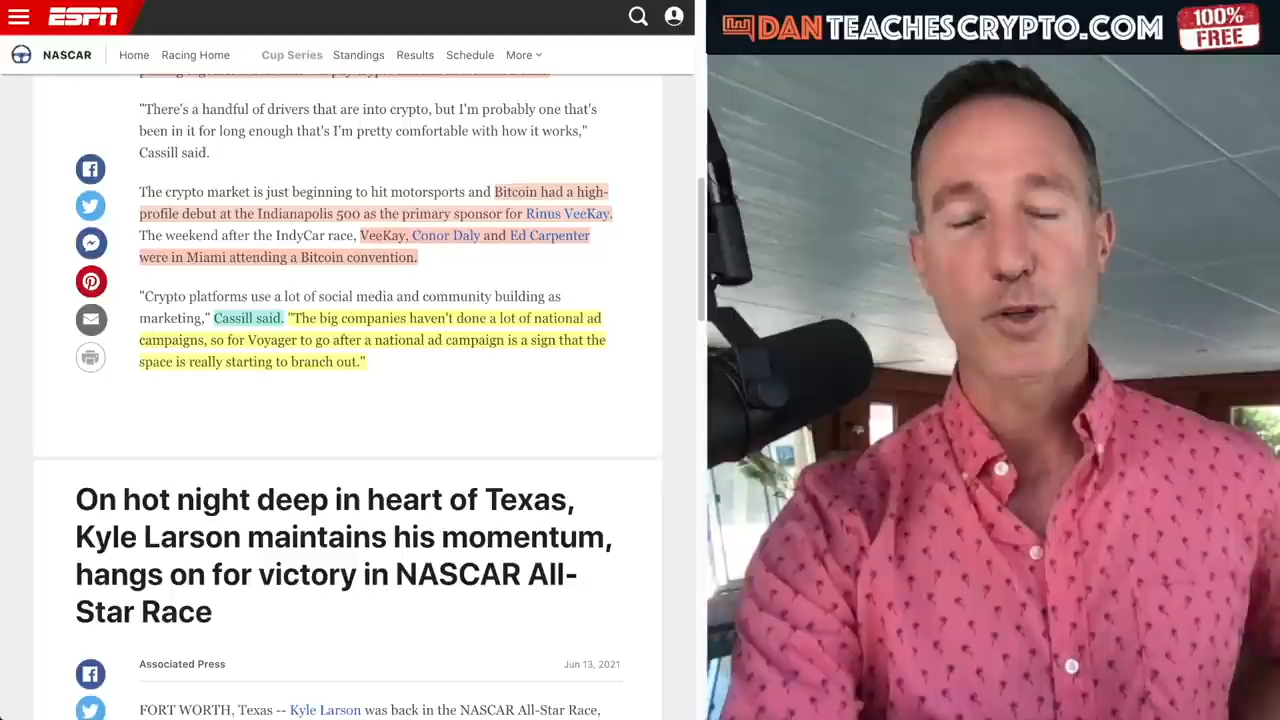 ESPN
NASCAR Home Racing Home Cup Series Standings Results Schedule More
"There's a handful of drivers that are into crypto, but I'm probably one that's
been in it for long enough that's I'm pretty comfortable with how it works,"
Cassill said.
The crypto market is just beginning to hit motorsports and Bitcoin had a high-
profile debut at the Indianapolis 500 as the primary sponsor for Rinus VeeKay.
The weekend after the IndyCar race, VeeKay, Conor Daly and Ed Carpenter
were in Miami attending a Bitcoin convention.
"Crypto platforms use a lot of social media and community building as
marketing," Cassill said. "The big companies haven't done a lot of national ad
campaigns, so for Voyager to go after a national ad campaign is a sign that the
space is really starting to branch out."
On hot night deep in heart of Texas,
Kyle Larson maintains his momentum,
hangs on for victory in NASCAR All-
Star Race
Associated Press Jun 13, 2021
FORT WORTH, Texas -- Kyle Larson was back in the NASCAR All-Star Race,
DANTEACHESCRYPTO.COM
100%
FREE